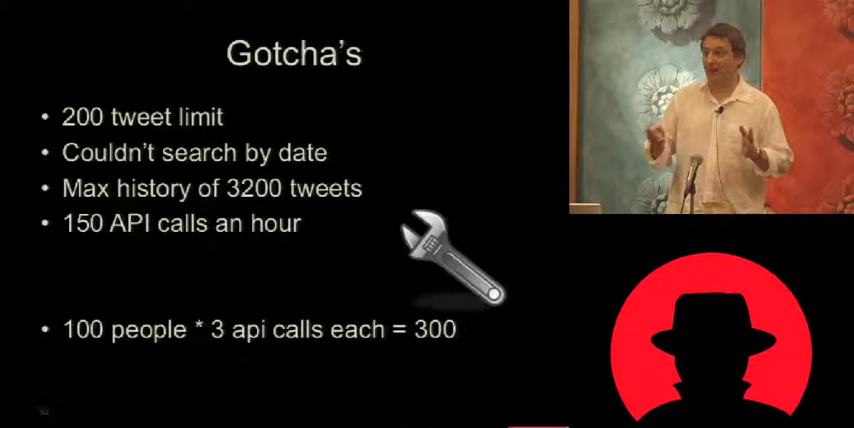 Gotcha's
• 200 tweet limit
• Couldn't search by date
• Max history of 3200 tweets
• 150 API calls an hour
• 100 people * 3 api calls each = 300